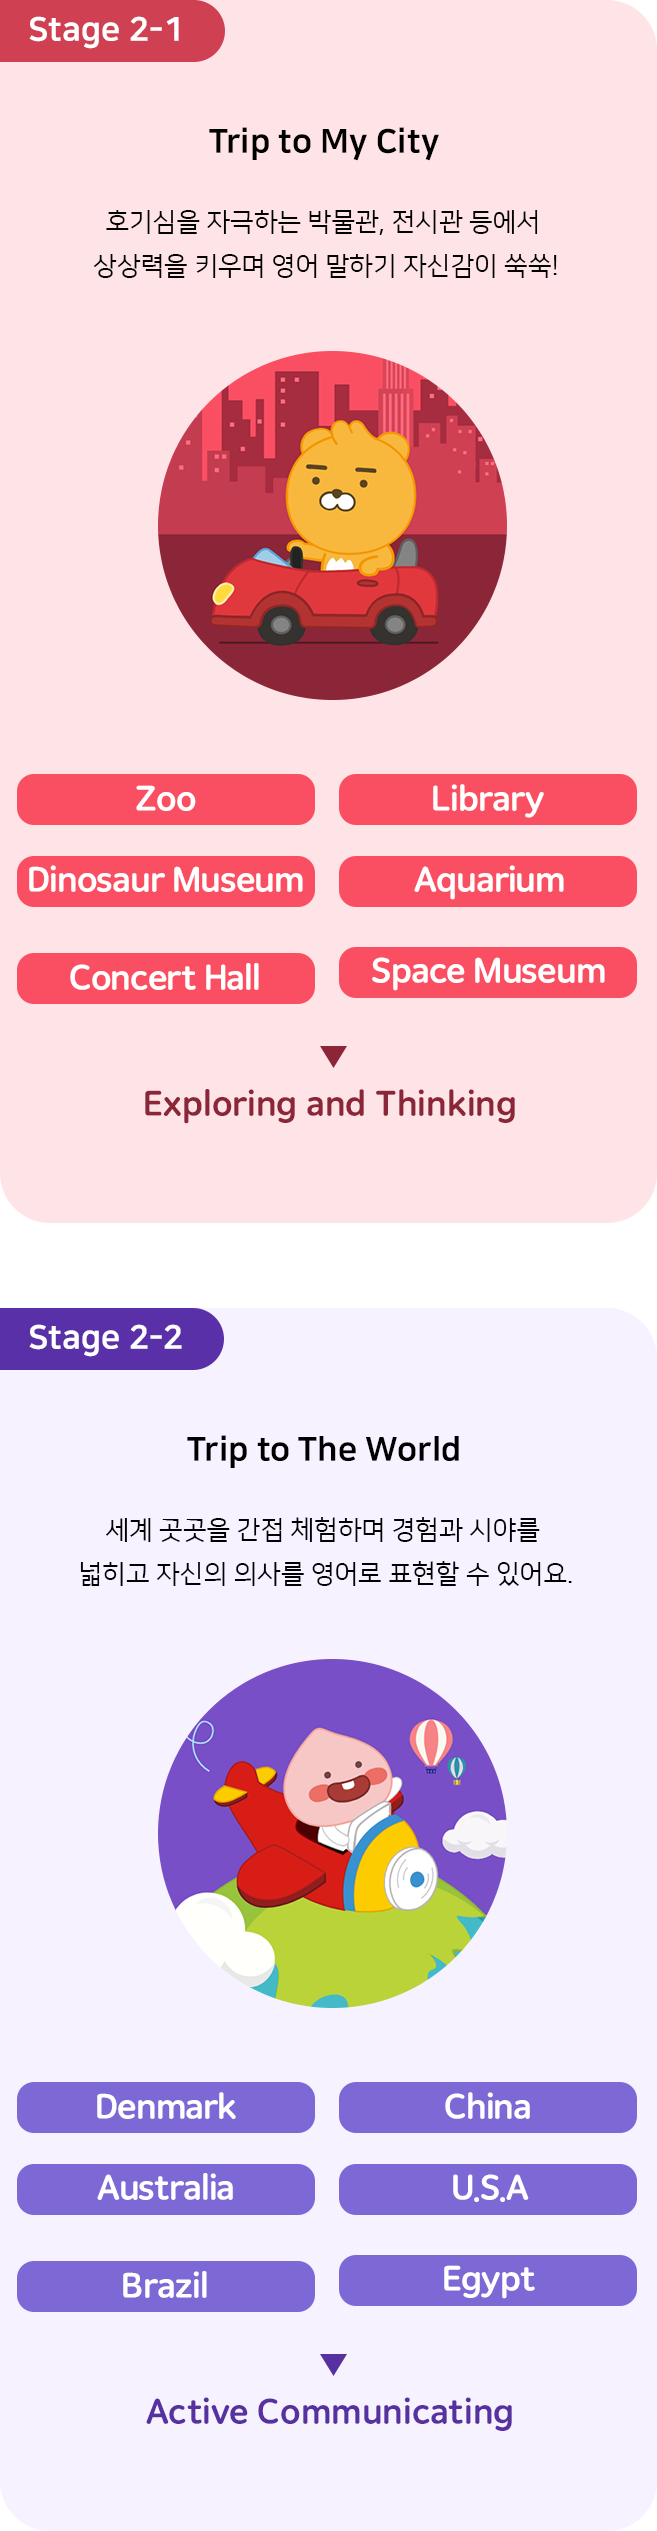 Stage 2-1
Trip to My City
호기심을 자극하는 박물관, 전시관 등에서
상상력을 키우며 영어 말하기 자신감이 쑥쑥!
Zoo
Library
Dinosaur Museum
Aquarium
Concert Hall
Space Museum
Exploring and Thinking
Stage 2-2
Trip to The World
세계 곳곳을 간접 체험하며 경험과 시야를
넓히고 자신의 의사를 영어로 표현할 수 있어요.
Denmark
China
Australia
U.S.A
Brazil
Egypt
Active Communicating